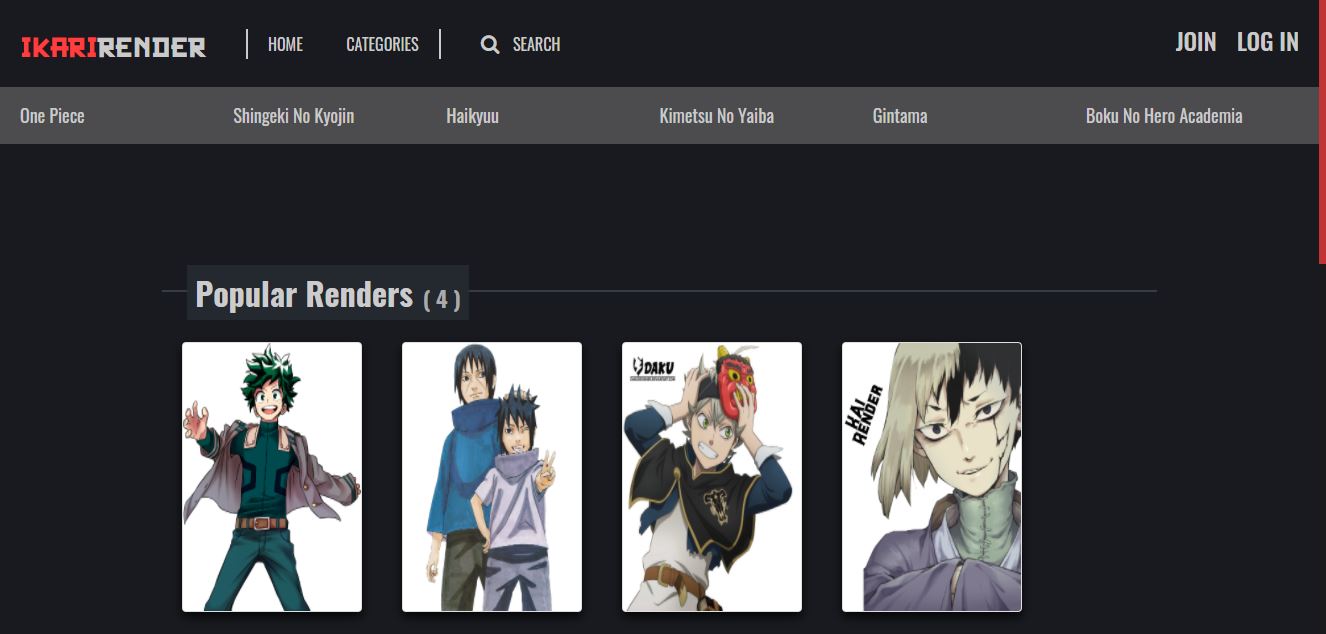 IKARIRENDER HOME CATEGORIES SEARCH JOIN LOG IN
One Piece Shingeki No Kyojin Haikyuu Kimetsu No Yaiba Gintama Boku No Hero Academia
Popular Renders ( 4 )
DAKU
KAI
RENDER